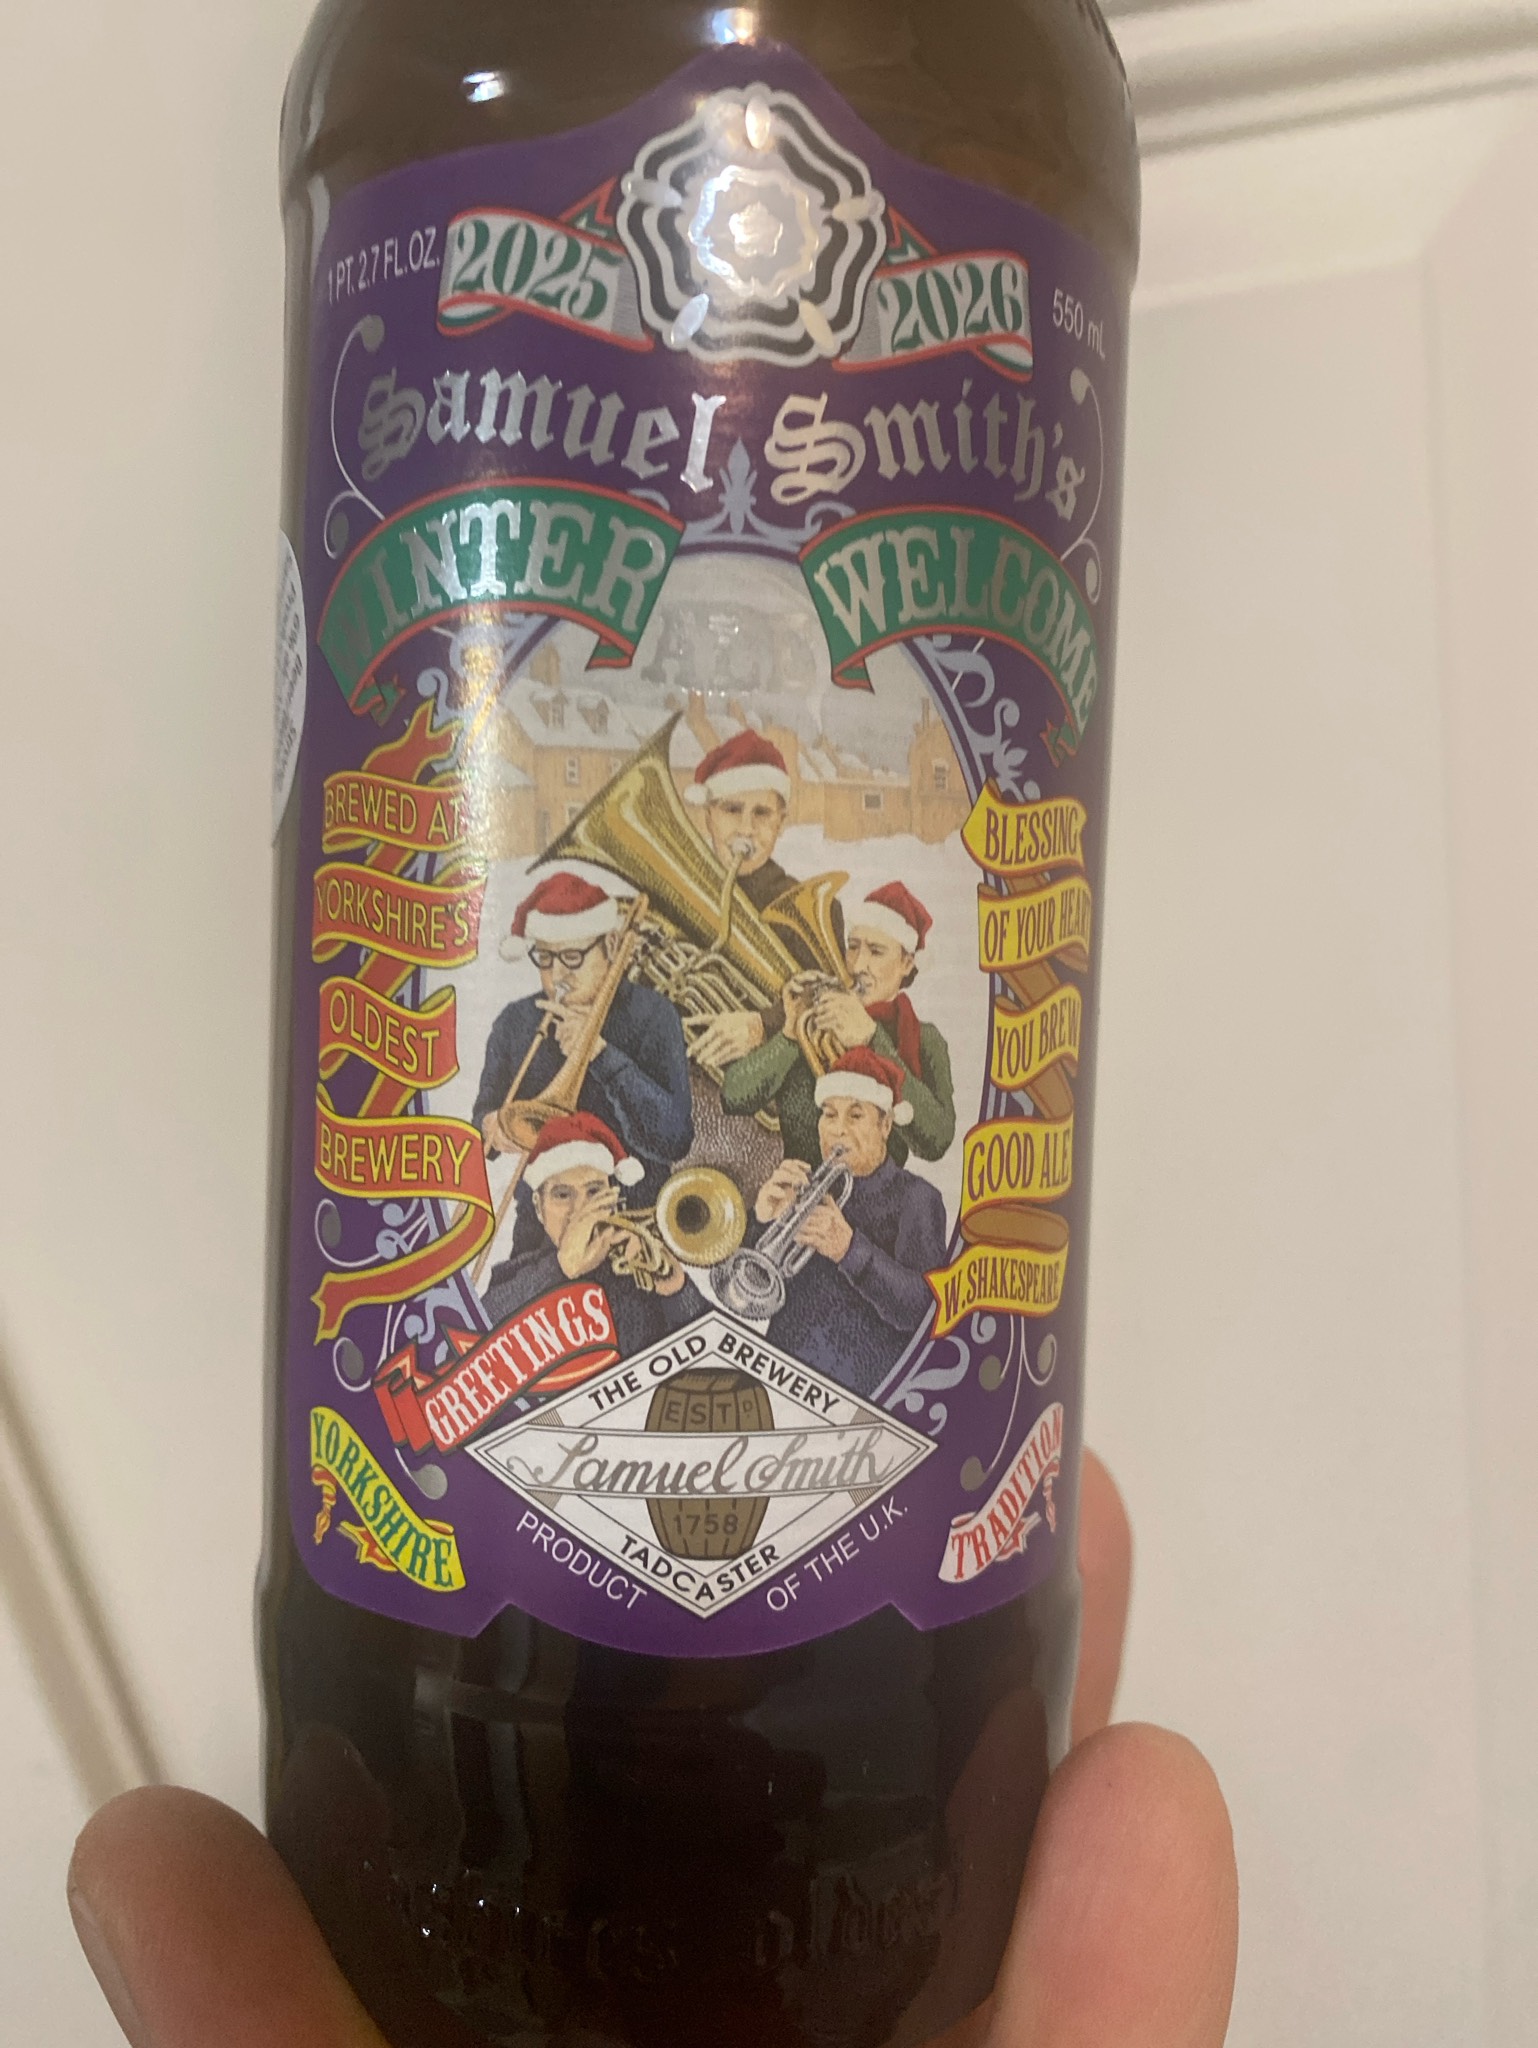 1 PT. 2.7 FL.OZ.
2025
2026
550 mL
Samuel Smith's
WINTER
WELCOME
ALE
BREWED AT
YORKSHIRE'S
OLDEST
BREWERY
BLESSING
OF YOUR HEART
YOU BREW
GOOD ALE
W.SHAKESPEARE
GREETINGS
THE OLD BREWERY
ESTD
Samuel Smith
1758
TADCASTER
YORKSHIRE
TRADITION
PRODUCT
OF THE U.K.